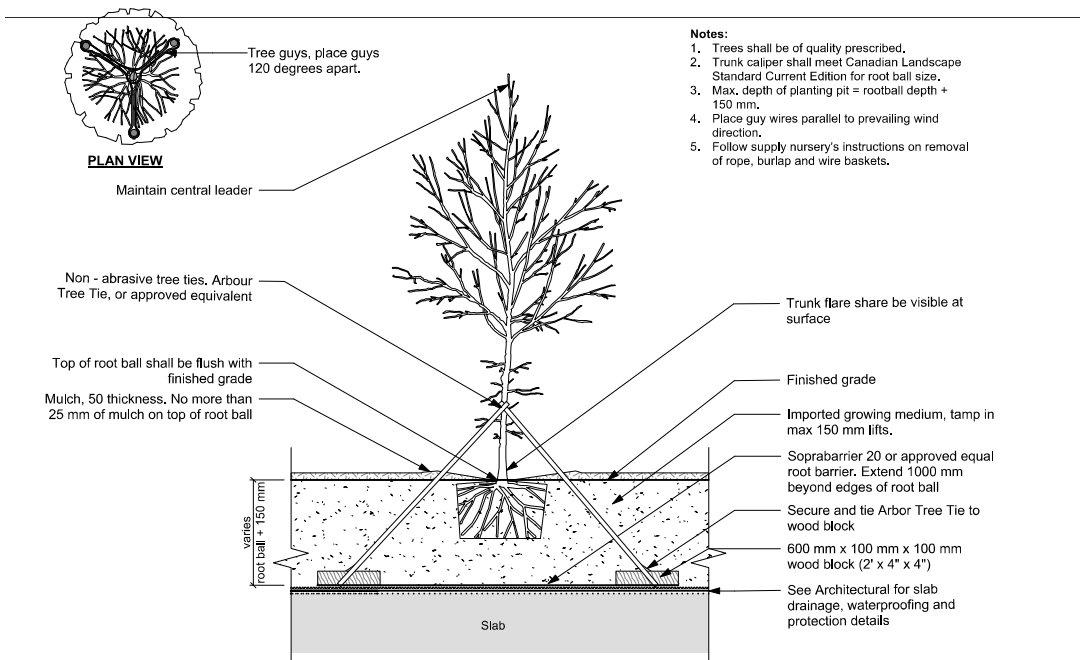 Tree guys, place guys
120 degrees apart.
PLAN VIEW
Notes:
1. Trees shall be of quality prescribed.
2. Trunk caliper shall meet Canadian Landscape
Standard Current Edition for root ball size.
3. Max. depth of planting pit = rootball depth +
150 mm.
4. Place guy wires parallel to prevailing wind
direction.
5. Follow supply nursery's instructions on removal
of rope, burlap and wire baskets.
Maintain central leader
Non - abrasive tree ties. Arbour
Tree Tie, or approved equivalent
Top of root ball shall be flush with
finished grade
Mulch, 50 thickness. No more than
25 mm of mulch on top of root ball
varies
root ball + 150 mm
Trunk flare share be visible at
surface
Finished grade
Imported growing medium, tamp in
max 150 mm lifts.
Soprabarrier 20 or approved equal
root barrier. Extend 1000 mm
beyond edges of root ball
Secure and tie Arbor Tree Tie to
wood block
600 mm x 100 mm x 100 mm
wood block (2' x 4" x 4")
See Architectural for slab
drainage, waterproofing and
protection details
Slab